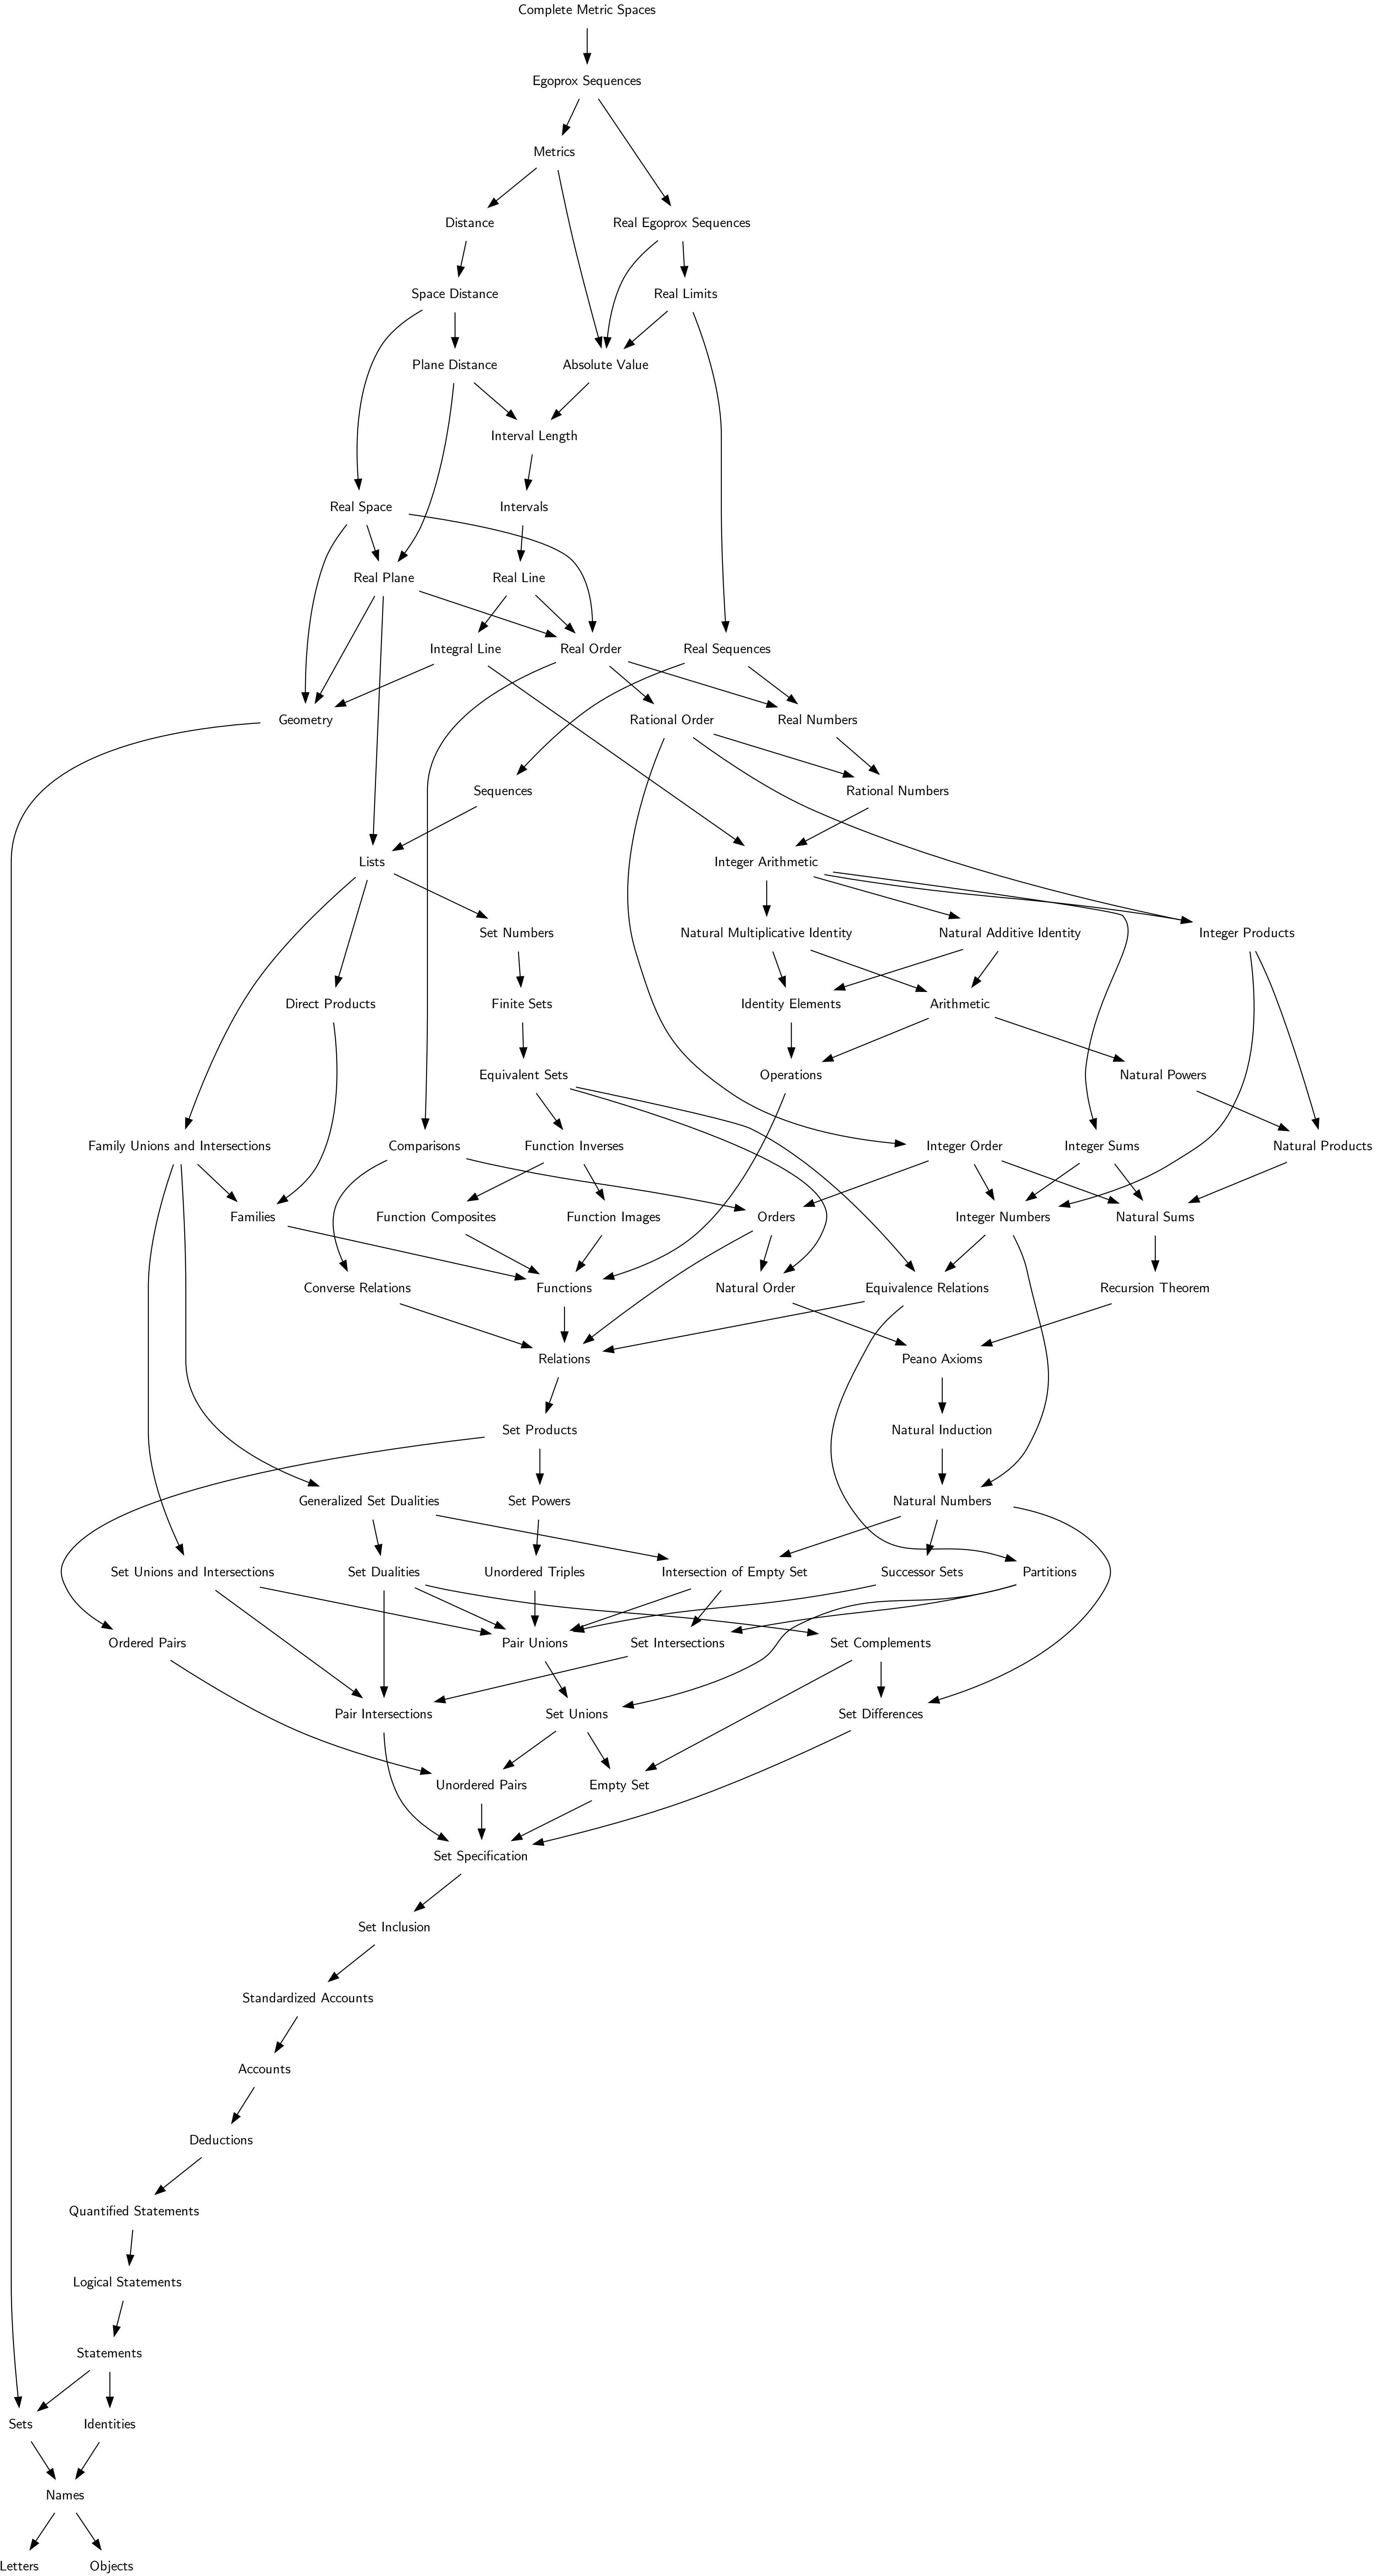 Complete Metric Spaces
Egoprox Sequences
Metrics
Distance
Real Egoprox Sequences
Space Distance
Real Limits
Plane Distance
Absolute Value
Interval Length
Real Space
Intervals
Real Plane
Real Line
Integral Line
Real Order
Real Sequences
Geometry
Rational Order
Real Numbers
Sequences
Rational Numbers
Lists
Integer Arithmetic
Set Numbers
Natural Multiplicative Identity
Natural Additive Identity
Integer Products
Direct Products
Finite Sets
Identity Elements
Arithmetic
Equivalent Sets
Operations
Natural Powers
Family Unions and Intersections
Comparisons
Function Inverses
Integer Order
Integer Sums
Natural Products
Families
Function Composites
Function Images
Orders
Integer Numbers
Natural Sums
Converse Relations
Functions
Natural Order
Equivalence Relations
Recursion Theorem
Relations
Peano Axioms
Set Products
Natural Induction
Generalized Set Dualities
Set Powers
Natural Numbers
Set Unions and Intersections
Set Dualities
Unordered Triples
Intersection of Empty Set
Successor Sets
Partitions
Ordered Pairs
Pair Unions
Set Intersections
Set Complements
Pair Intersections
Set Unions
Set Differences
Unordered Pairs
Empty Set
Set Specification
Set Inclusion
Standardized Accounts
Accounts
Deductions
Quantified Statements
Logical Statements
Statements
Sets
Identities
Names
Letters
Objects